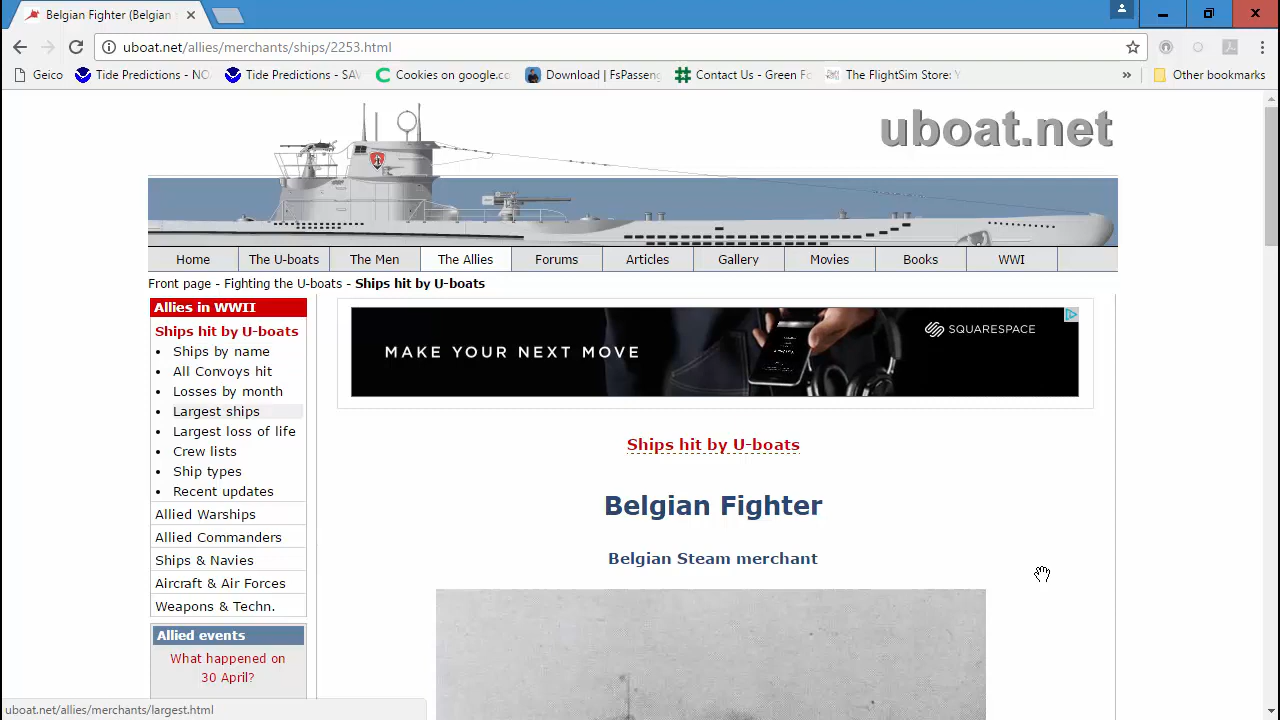 Belgian Fighter (Belgian
uboat.net/allies/merchants/ships/2253.html
Geico
Tide Predictions - NO
Tide Predictions - SAV
Cookies on google.co
Download | FsPasseng
Contact Us - Green Fo
The FlightSim Store: Y
»
Other bookmarks
uboat.net
Home
The U-boats
The Men
The Allies
Forums
Articles
Gallery
Movies
Books
WWI
Front page - Fighting the U-boats - Ships hit by U-boats
Allies in WWII
Ships hit by U-boats
• Ships by name
• All Convoys hit
• Losses by month
• Largest ships
• Largest loss of life
• Crew lists
• Ship types
• Recent updates
Allied Warships
Allied Commanders
Ships & Navies
Aircraft & Air Forces
Weapons & Techn.
Allied events
What happened on
30 April?
MAKE YOUR NEXT MOVE
SQUARESPACE
Ships hit by U-boats
Belgian Fighter
Belgian Steam merchant
uboat.net/allies/merchants/largest.html